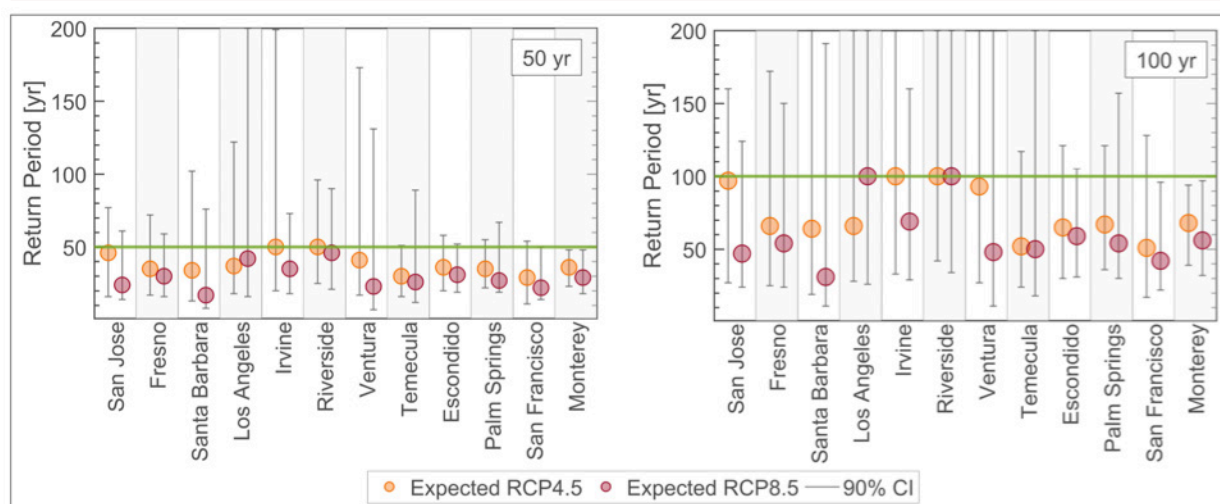 200
150
100
50
Return Period [yr]
50 yr
San Jose
Fresno
Santa Barbara
Los Angeles
Irvine
Riverside
Ventura
Temecula
Escondido
Palm Springs
San Francisco
Monterey
200
150
100
50
Return Period [yr]
100 yr
San Jose
Fresno
Santa Barbara
Los Angeles
Irvine
Riverside
Ventura
Temecula
Escondido
Palm Springs
San Francisco
Monterey
Expected RCP4.5 Expected RCP8.5 90% CI